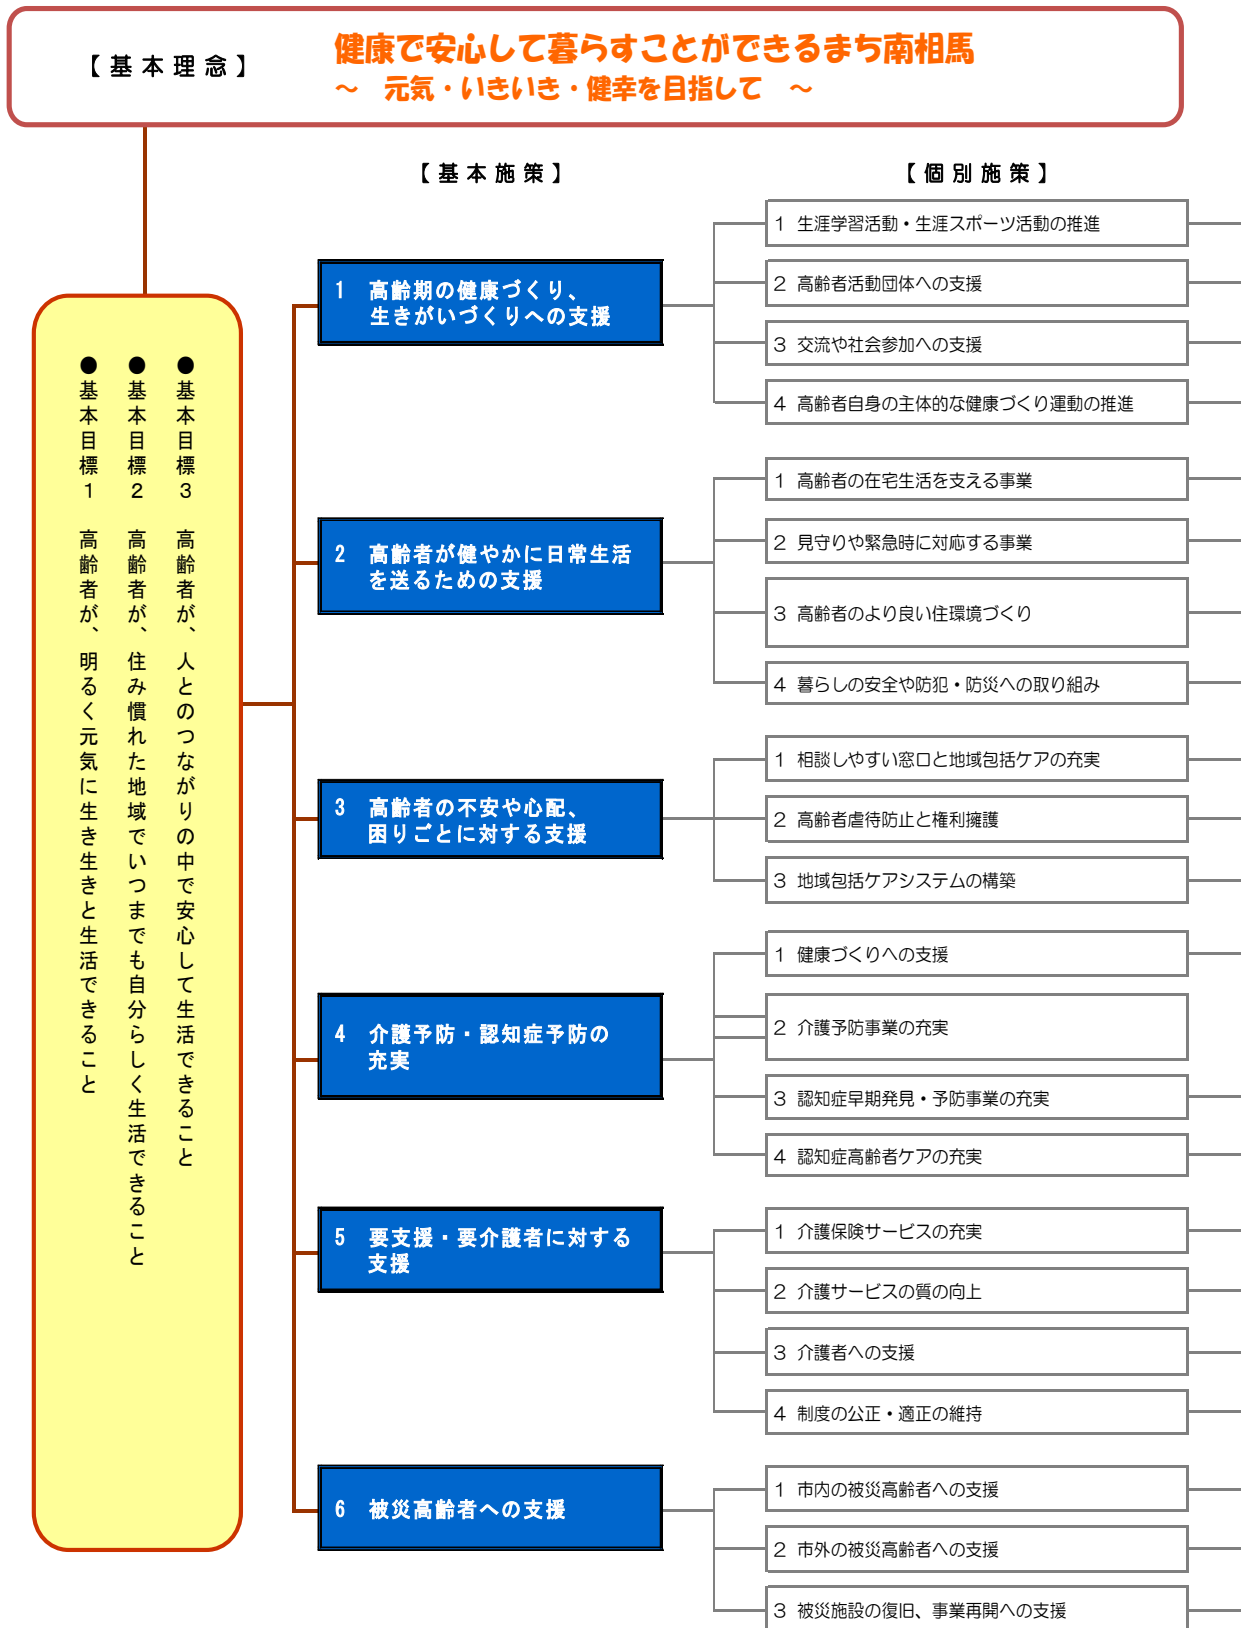 【基本理念】
健康で安心して暮らすことができるまち南相馬
～　元気・いきいき・健幸を目指して　～
【基本施策】
【個別施策】
●基本目標３　高齢者が、人とのつながりの中で安心して生活できること
●基本目標２　高齢者が、住み慣れた地域でいつまでも自分らしく生活できること
●基本目標１　高齢者が、明るく元気に生き生きと生活できること
1　高齢期の健康づくり、
生きがいづくりへの支援
1　生涯学習活動・生涯スポーツ活動の推進
2　高齢者活動団体への支援
3　交流や社会参加への支援
4　高齢者自身の主体的な健康づくり運動の推進
2　高齢者が健やかに日常生活
を送るための支援
1　高齢者の在宅生活を支える事業
2　見守りや緊急時に対応する事業
3　高齢者のより良い住環境づくり
4　暮らしの安全や防犯・防災への取り組み
3　高齢者の不安や心配、
困りごとに対する支援
1　相談しやすい窓口と地域包括ケアの充実
2　高齢者虐待防止と権利擁護
3　地域包括ケアシステムの構築
4　介護予防・認知症予防の
充実
1　健康づくりへの支援
2　介護予防事業の充実
3　認知症早期発見・予防事業の充実
4　認知症高齢者ケアの充実
5　要支援・要介護者に対する
支援
1　介護保険サービスの充実
2　介護サービスの質の向上
3　介護者への支援
4　制度の公正・適正の維持
6　被災高齢者への支援
1　市内の被災高齢者への支援
2　市外の被災高齢者への支援
3　被災施設の復旧、事業再開への支援